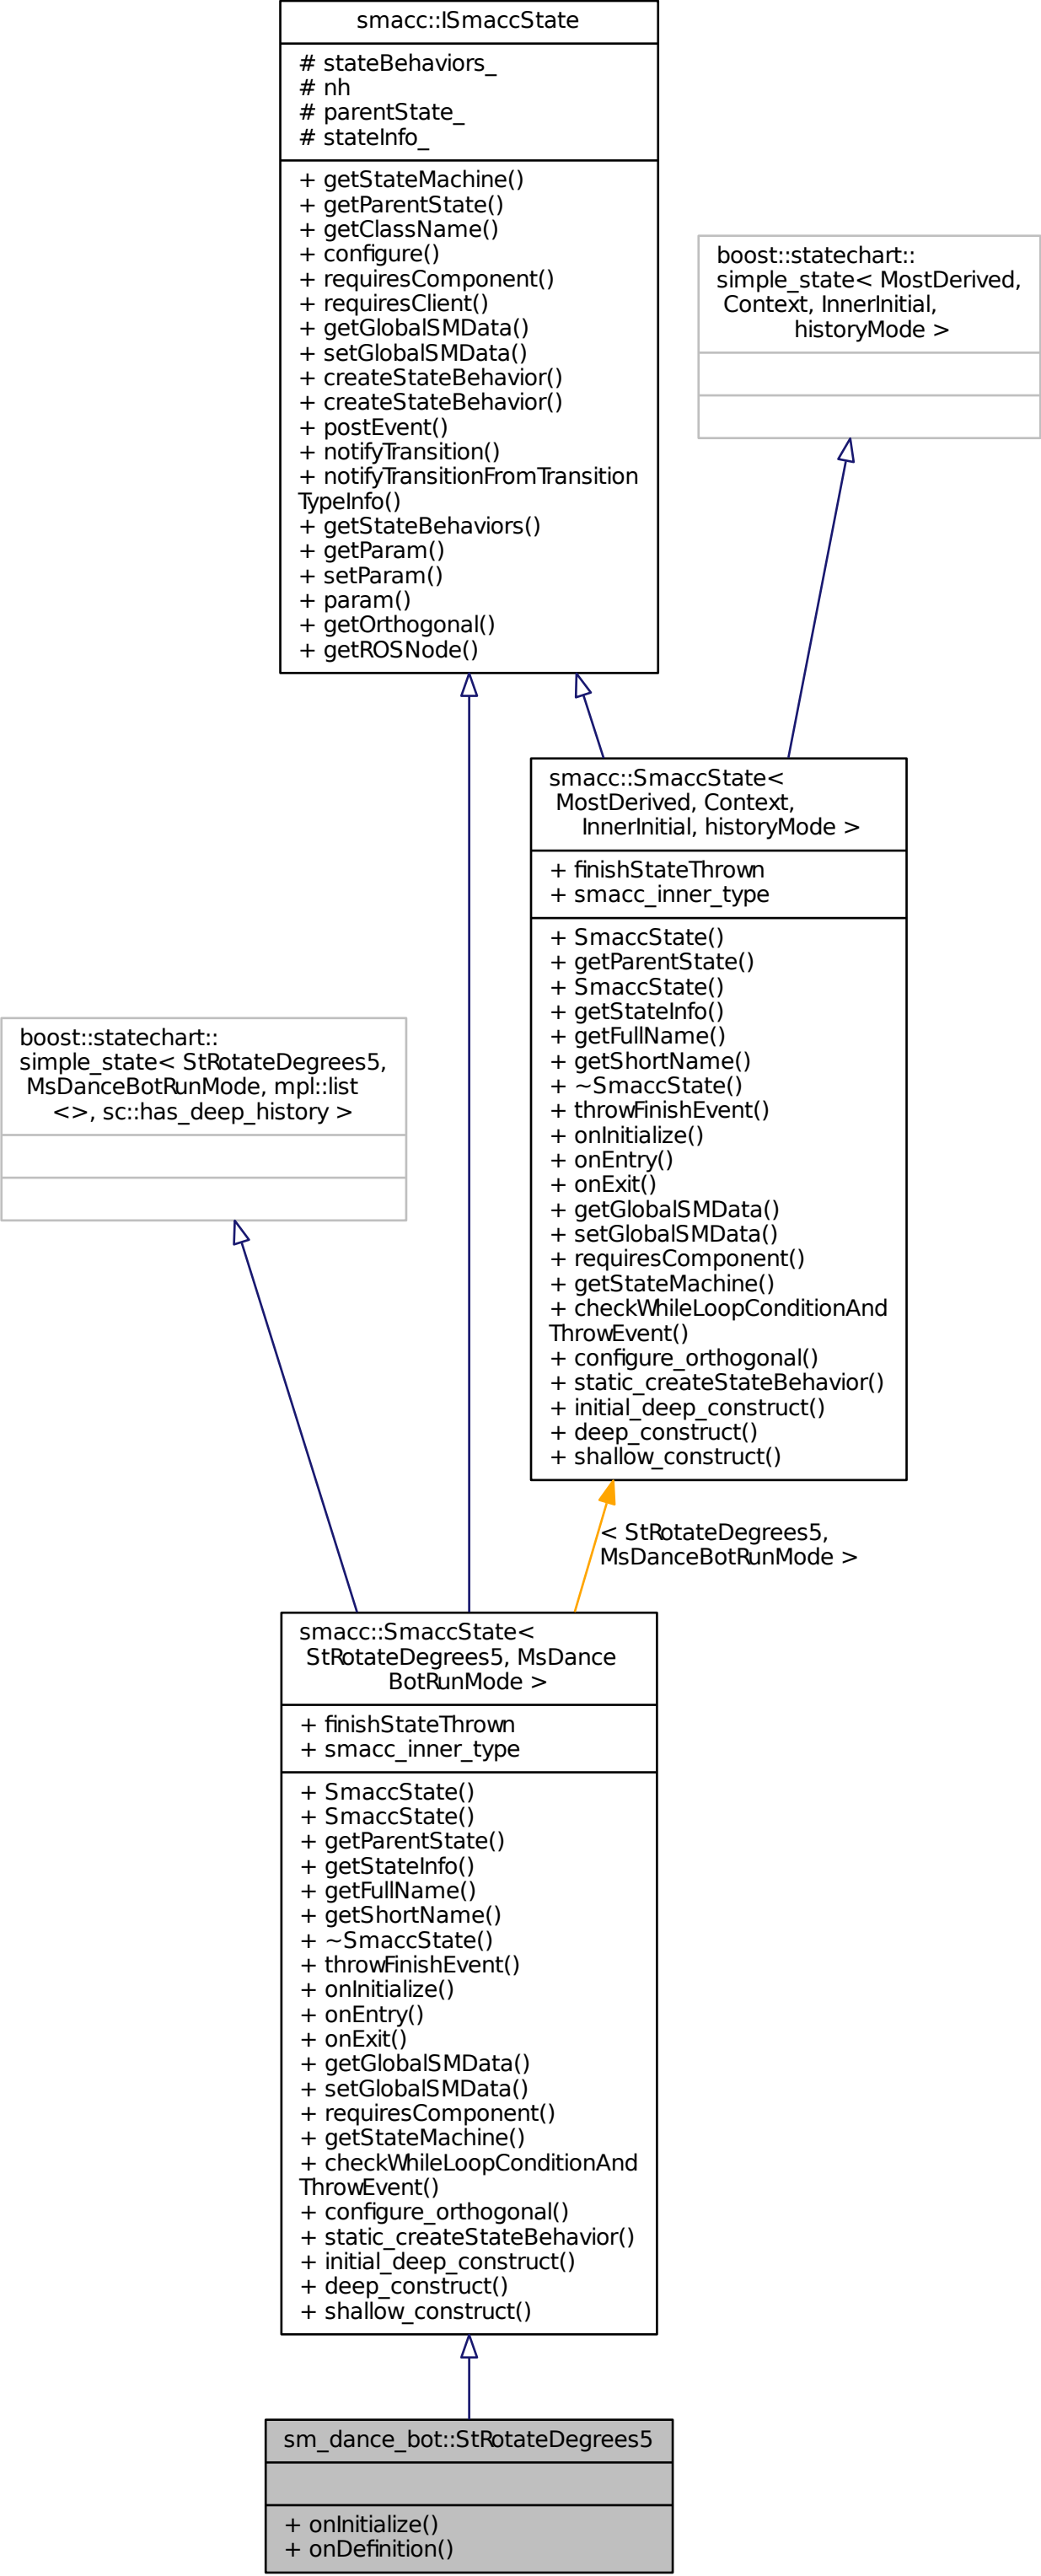 smacc::ISmaccState
# stateBehaviors_
# nh
# parentState_
# stateInfo_
+ getStateMachine()
+ getParentState()
+ getClassName()
+ configure()
+ requiresComponent()
+ requiresClient()
+ getGlobalSMData()
+ setGlobalSMData()
+ createStateBehavior()
+ createStateBehavior()
+ postEvent()
+ notifyTransition()
+ notifyTransitionFromTransition
TypeInfo()
+ getStateBehaviors()
+ getParam()
+ setParam()
+ param()
+ getOrthogonal()
+ getROSNode()
boost::statechart::
simple_state< MostDerived,
Context, InnerInitial,
historyMode >
smacc::SmaccState<
MostDerived, Context,
InnerInitial, historyMode >
+ finishStateThrown
+ smacc_inner_type
+ SmaccState()
+ getParentState()
+ SmaccState()
+ getStateInfo()
+ getFullName()
+ getShortName()
+ ~SmaccState()
+ throwFinishEvent()
+ onInitialize()
+ onEntry()
+ onExit()
+ getGlobalSMData()
+ setGlobalSMData()
+ requiresComponent()
+ getStateMachine()
+ checkWhileLoopConditionAnd
ThrowEvent()
+ configure_orthogonal()
+ static_createStateBehavior()
+ initial_deep_construct()
+ deep_construct()
+ shallow_construct()
boost::statechart::
simple_state< StRotateDegrees5,
MsDanceBotRunMode, mpl::list
<>, sc::has_deep_history >
< StRotateDegrees5,
MsDanceBotRunMode >
smacc::SmaccState<
StRotateDegrees5, MsDance
BotRunMode >
+ finishStateThrown
+ smacc_inner_type
+ SmaccState()
+ SmaccState()
+ getParentState()
+ getStateInfo()
+ getFullName()
+ getShortName()
+ ~SmaccState()
+ throwFinishEvent()
+ onInitialize()
+ onEntry()
+ onExit()
+ getGlobalSMData()
+ setGlobalSMData()
+ requiresComponent()
+ getStateMachine()
+ checkWhileLoopConditionAnd
ThrowEvent()
+ configure_orthogonal()
+ static_createStateBehavior()
+ initial_deep_construct()
+ deep_construct()
+ shallow_construct()
sm_dance_bot::StRotateDegrees5
+ onInitialize()
+ onDefinition()